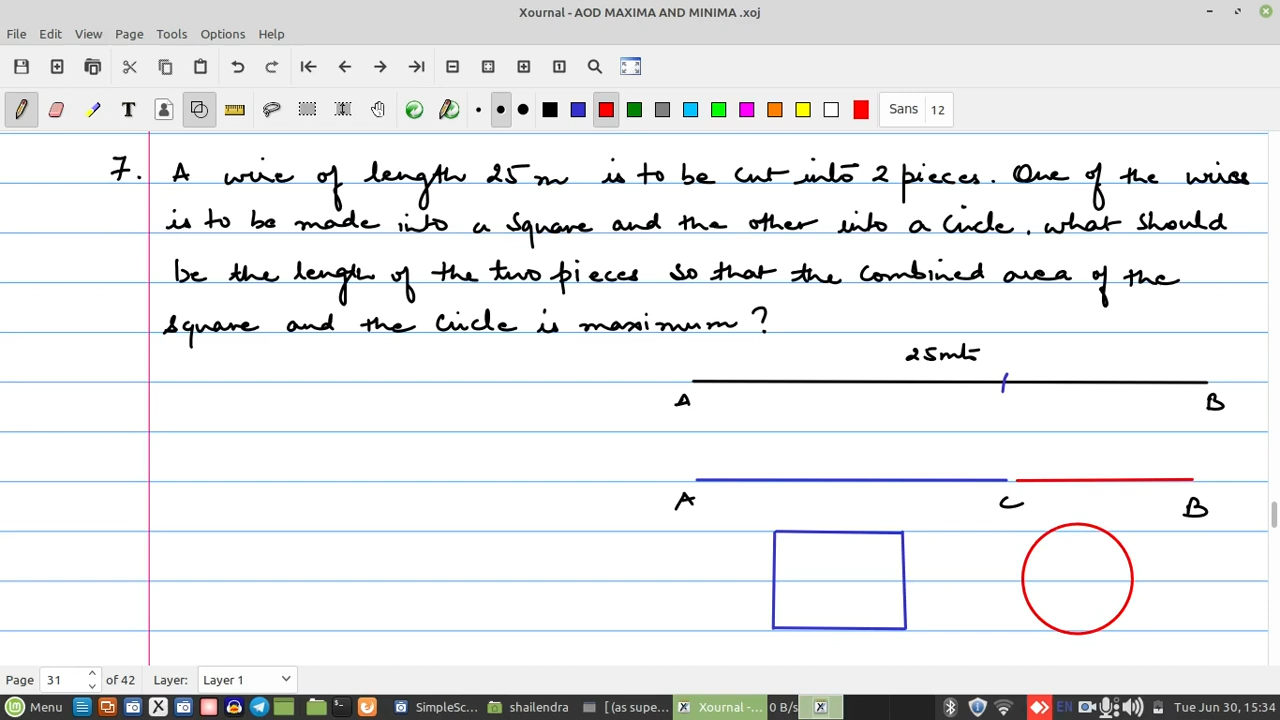 Xournal - AOD MAXIMA AND MINIMA .xoj
File Edit View Page Tools Options Help
Sans 12
7. A wire of length 25 m is to be cut into 2 pieces. One of the wires
is to be made into a square and the other into a circle. what should
be the length of the two pieces so that the combined area of the
square and the circle is maximum?
25mts
A B
A C B
Page 31 of 42 Layer: Layer 1
Menu SimpleSc... shailendra [(as supe... Xournal -... 0 B/s EN Tue Jun 30, 15:34